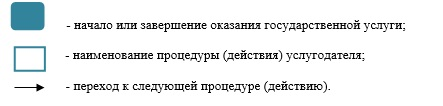 - начало или завершение оказания государственной услуги;
- наименование процедуры (действия) услугодателя;
- переход к следующей процедуре (действию).